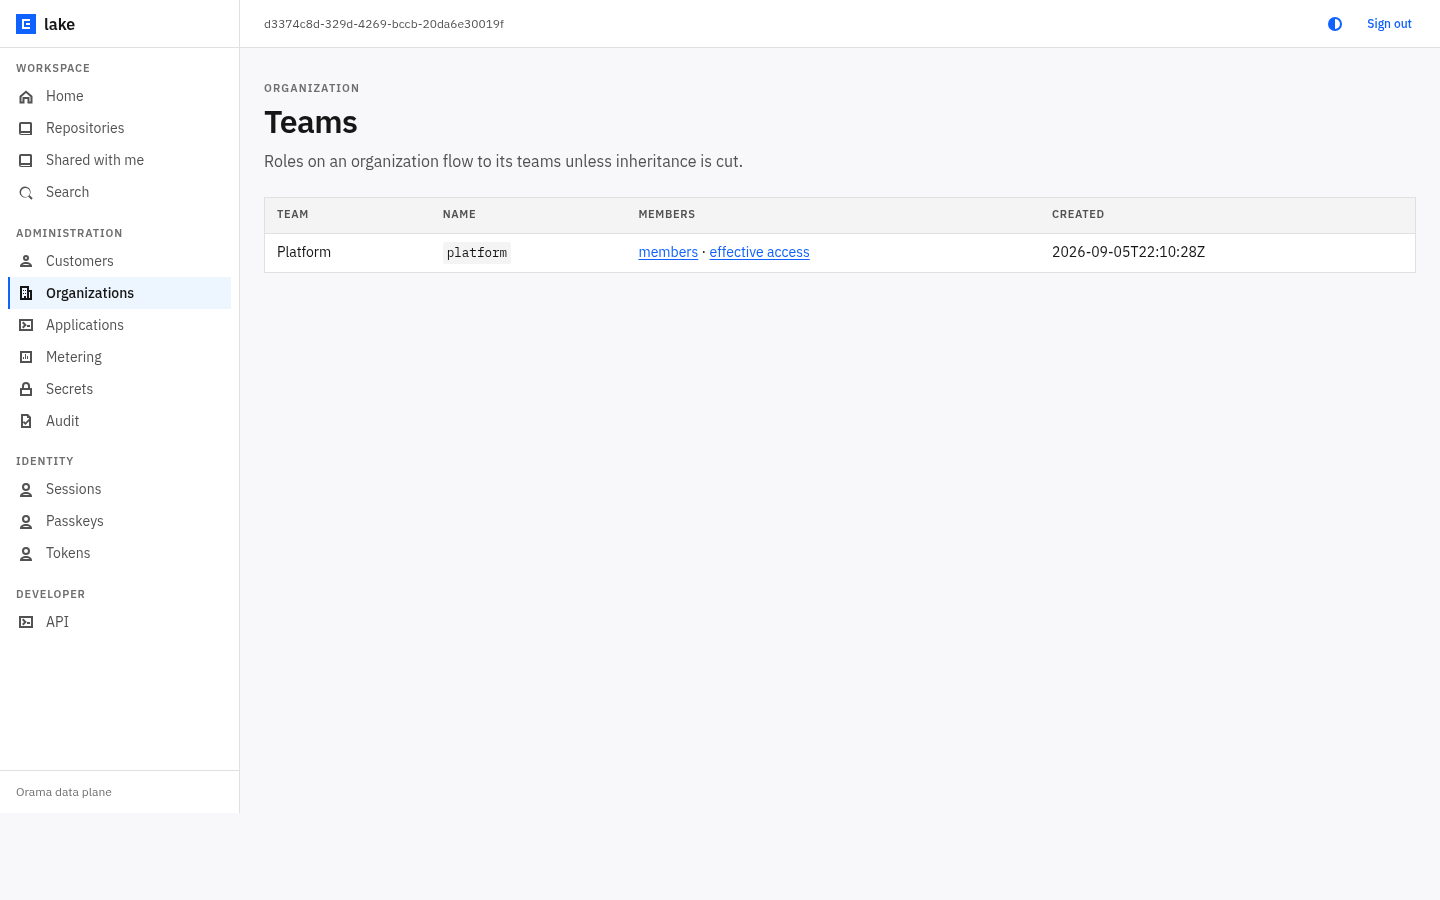 lake
d3374c8d-329d-4269-bccb-20da6e30019f
Sign out
WORKSPACE
Home
Repositories
Shared with me
Search
ADMINISTRATION
Customers
Organizations
Applications
Metering
Secrets
Audit
IDENTITY
Sessions
Passkeys
Tokens
DEVELOPER
API
Orama data plane
ORGANIZATION
Teams
Roles on an organization flow to its teams unless inheritance is cut.
TEAM NAME MEMBERS CREATED
Platform platform members · effective access 2026-09-05T22:10:28Z